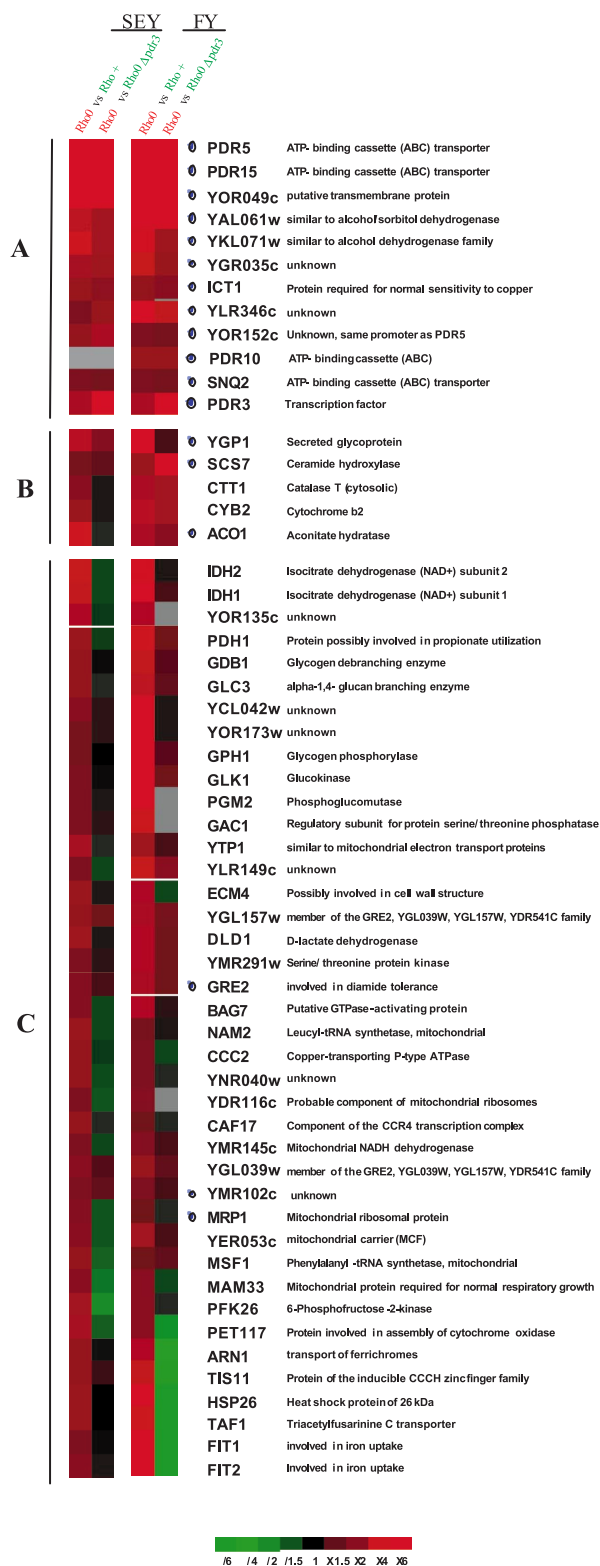 SEY FY
Rho0 vs Rho +
Rho0 vs Rho0 Δpdr3
Rho0 vs Rho +
Rho0 vs Rho0 Δpdr3
A
PDR5 ATP- binding cassette (ABC) transporter
PDR15 ATP- binding cassette (ABC) transporter
YOR049c putative transmembrane protein
YAL061w similar to alcohol sorbitol dehydrogenase
YKL071w similar to alcohol dehydrogenase family
YGR035c unknown
ICT1 Protein required for normal sensitivity to copper
YLR346c unknown
YOR152c Unknown, same promoter as PDR5
PDR10 ATP- binding cassette (ABC)
SNQ2 ATP- binding cassette (ABC) transporter
PDR3 Transcription factor
B
YGP1 Secreted glycoprotein
SCS7 Ceramide hydroxylase
CTT1 Catalase T (cytosolic)
CYB2 Cytochrome b2
ACO1 Aconitate hydratase
C
IDH2 Isocitrate dehydrogenase (NAD+) subunit 2
IDH1 Isocitrate dehydrogenase (NAD+) subunit 1
YOR135c unknown
PDH1 Protein possibly involved in propionate utilization
GDB1 Glycogen debranching enzyme
GLC3 alpha-1,4- glucan branching enzyme
YCL042w unknown
YOR173w unknown
GPH1 Glycogen phosphorylase
GLK1 Glucokinase
PGM2 Phosphoglucomutase
GAC1 Regulatory subunit for protein serine/ threonine phosphatase
YTP1 similar to mitochondrial electron transport proteins
YLR149c unknown
ECM4 Possibly involved in cell wall structure
YGL157w member of the GRE2, YGL039W, YGL157W, YDR541C family
DLD1 D-lactate dehydrogenase
YMR291w Serine/ threonine protein kinase
GRE2 involved in diamide tolerance
BAG7 Putative GTPase-activating protein
NAM2 Leucyl-tRNA synthetase, mitochondrial
CCC2 Copper-transporting P-type ATPase
YNR040w unknown
YDR116c Probable component of mitochondrial ribosomes
CAF17 Component of the CCR4 transcription complex
YMR145c Mitochondrial NADH dehydrogenase
YGL039w member of the GRE2, YGL039W, YGL157W, YDR541C family
YMR102c unknown
MRP1 Mitochondrial ribosomal protein
YER053c mitochondrial carrier (MCF)
MSF1 Phenylalanyl -tRNA synthetase, mitochondrial
MAM33 Mitochondrial protein required for normal respiratory growth
PFK26 6-Phosphofructose-2-kinase
PET117 Protein involved in assembly of cytochrome oxidase
ARN1 transport of ferrichromes
TIS11 Protein of the inducible CCCH zinc finger family
HSP26 Heat shock protein of 26 kDa
TAF1 Triacetylfusarinine C transporter
FIT1 involved in iron uptake
FIT2 Involved in iron uptake
/6 /4 /2 /1.5 1 X1.5 X2 X4 X6